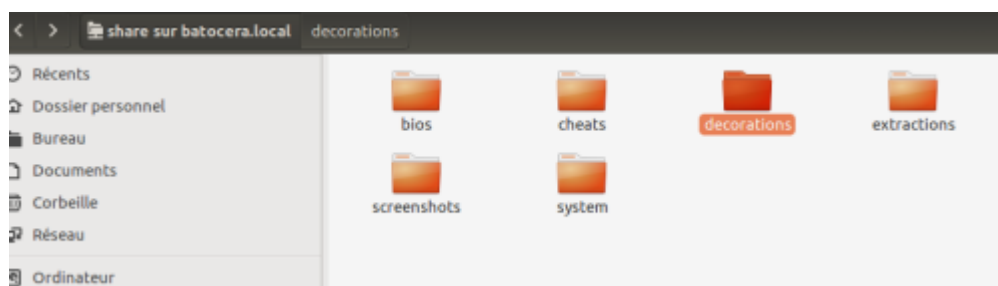 share sur batocera.local decorations
Récents
Dossier personnel
Bureau
Documents
Corbeille
Réseau
Ordinateur
bios cheats decorations extractions
screenshots system